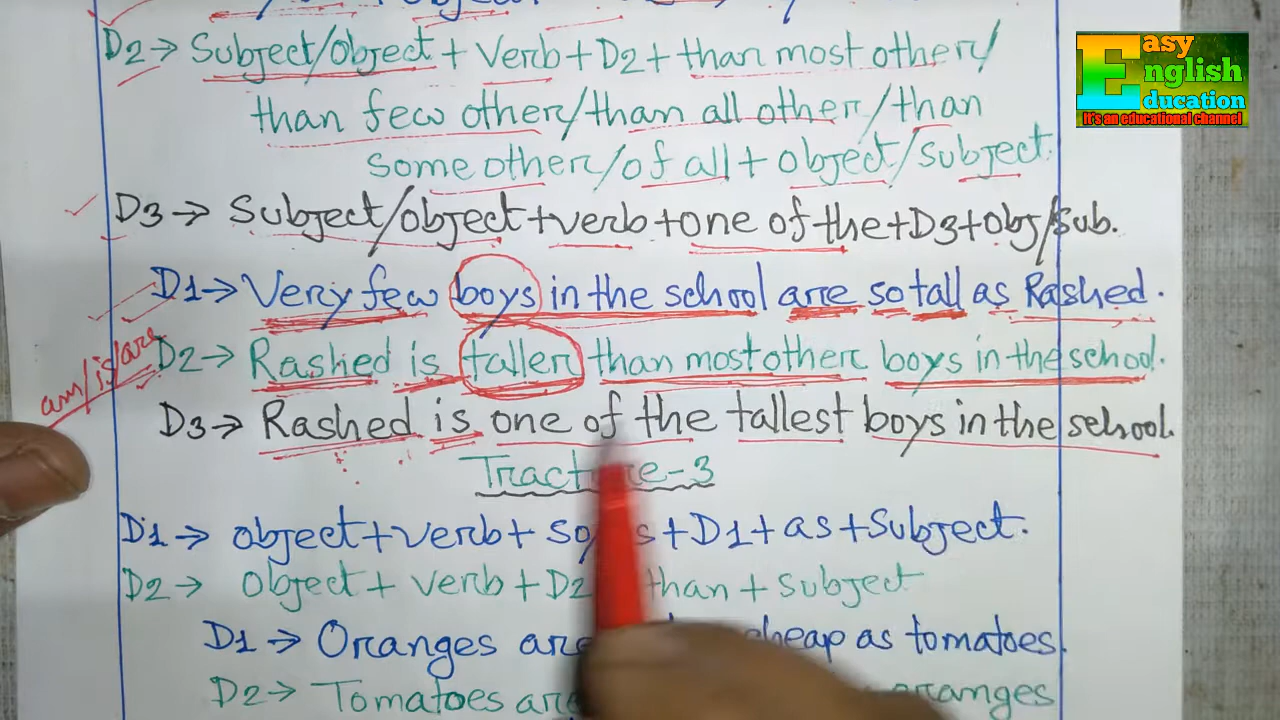 D2→ Subject/object + Verb + D2 + than most other/
than few other/than all other/than
some other/of all + object/subject.
D3→ Subject/object+verb+one of the+D3+obj/sub.
D1→ Very few boys in the school are so tall as Rashed.
am/is/are
D2→ Rashed is taller than most other boys in the school.
D3→ Rashed is one of the tallest boys in the school.
-3
D1→ object+verb+ +D1+as+Subject.
D2→ object + verb+D2 than + subject
D1→ Oranges are cheap as tomatoes.
D2→ Tomatoes are oranges
Easy
English
Education
It's an educational channel